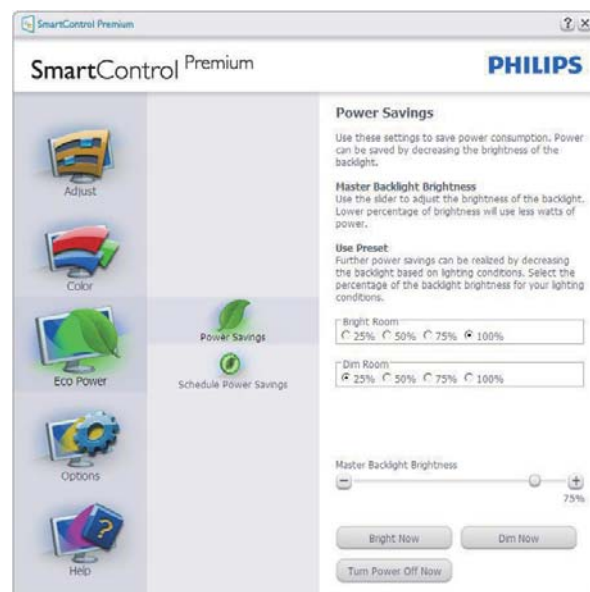 SmartControl Premium
SmartControl Premium
PHILIPS
Adjust
Color
Eco Power
Options
Help
Power Savings
Schedule Power Savings
Power Savings
Use these settings to save power consumption. Power
can be saved by decreasing the brightness of the
backlight.
Master Backlight Brightness
Use the slider to adjust the brightness of the backlight.
Lower percentage of brightness will use less watts of
power.
Use Preset
Further power savings can be realized by decreasing
the backlight based on lighting conditions. Select the
percentage of the backlight brightness for your lighting
conditions.
Bright Room
25% 50% 75% 100%
Dim Room
25% 50% 75% 100%
Master Backlight Brightness
75%
Bright Now Dim Now
Turn Power Off Now